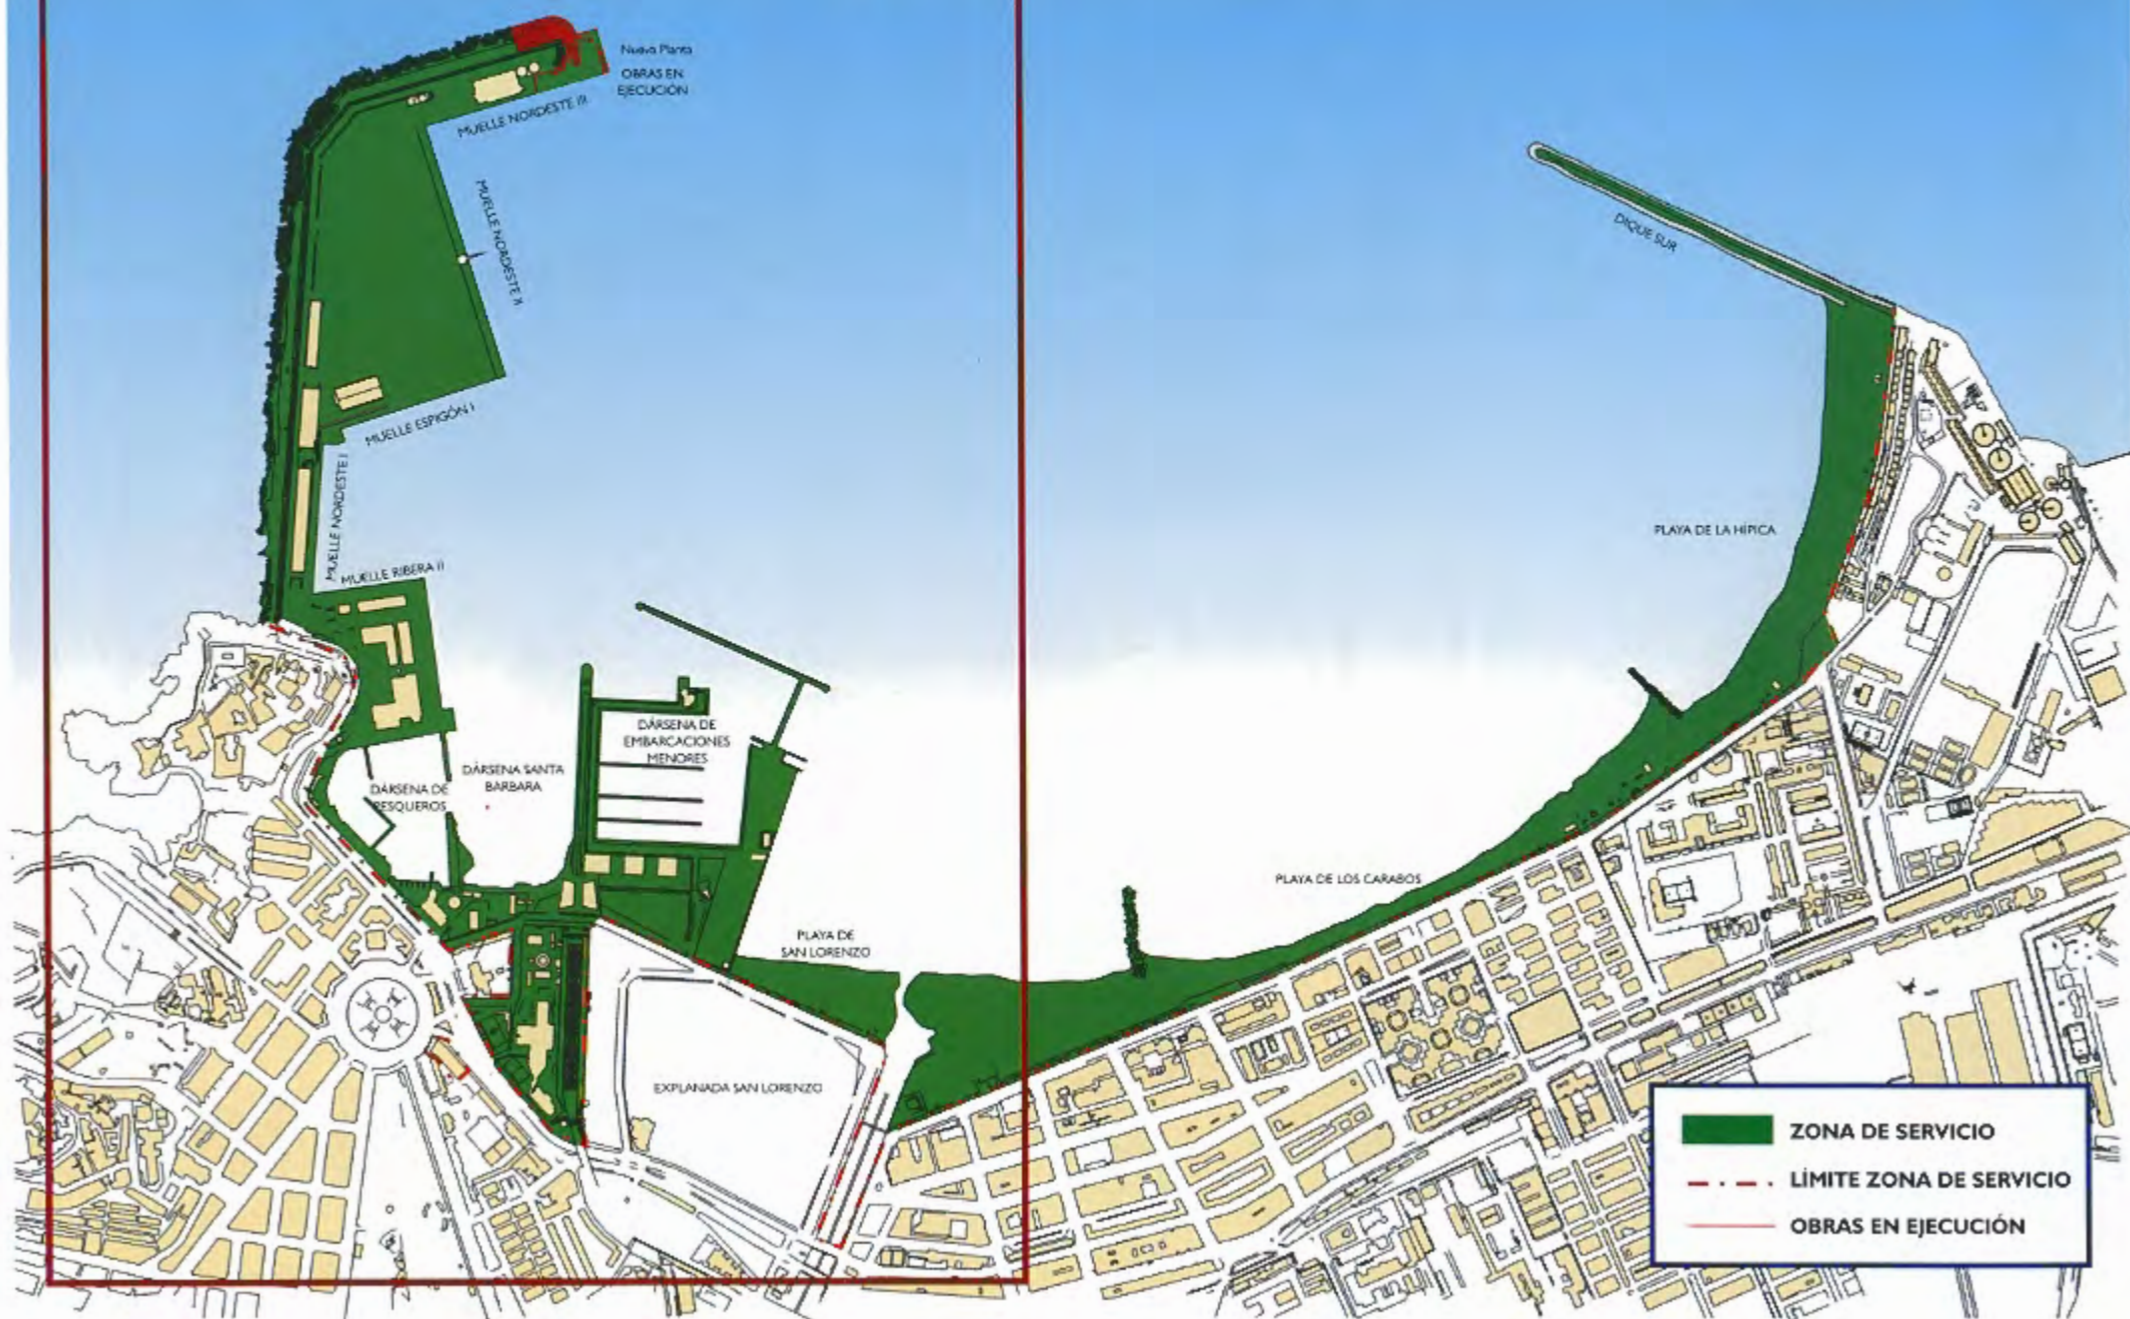 Nueva Planta
OBRAS EN
EJECUCIÓN
MUELLE NORDESTE III
MUELLE NORDESTE II
DIQUE SUR
MUELLE ESPIGÓN I
MUELLE NORDESTE I
MUELLE RIBERA II
PLAYA DE LA HÍPICA
DÁRSENA DE
EMBARCACIONES
MENORES
DÁRSENA SANTA
BARBARA
DÁRSENA DE
PESQUEROS
PLAYA DE LOS CARABOS
PLAYA DE
SAN LORENZO
EXPLANADA SAN LORENZO
ZONA DE SERVICIO
LÍMITE ZONA DE SERVICIO
OBRAS EN EJECUCIÓN